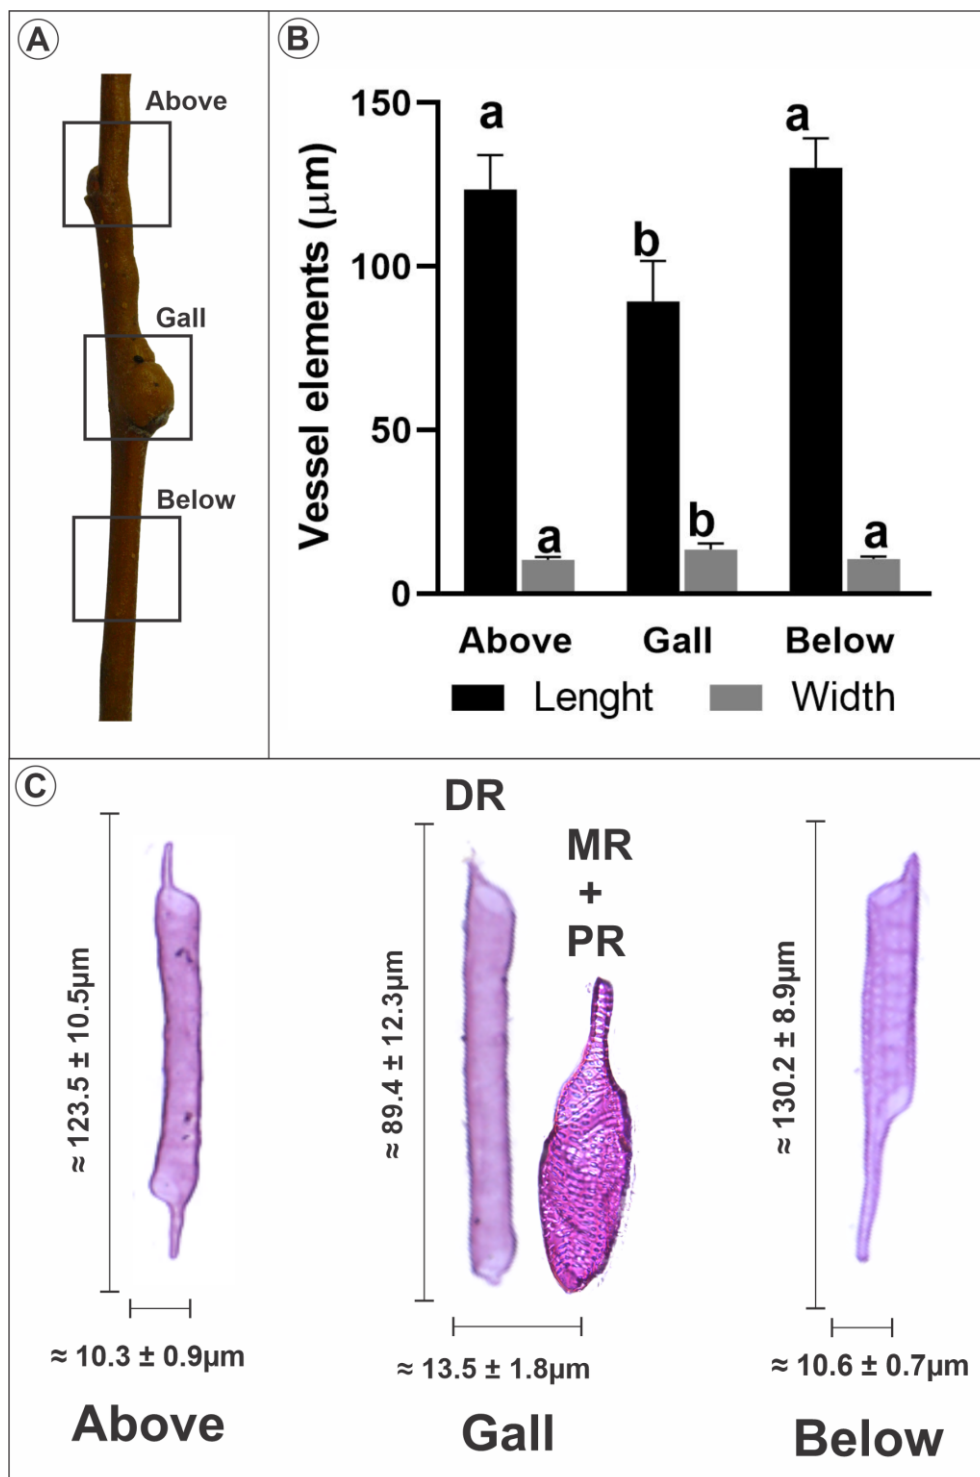 A
Above
Gall
Below
B
Vessel elements (μm)
150
100
50
0
a
a
b
b
a
a
Above Gall Below
Lenght Width
C
≈ 123.5 ± 10.5μm
≈ 10.3 ± 0.9μm
Above
DR
MR
+
PR
≈ 89.4 ± 12.3μm
≈ 13.5 ± 1.8μm
Gall
≈ 130.2 ± 8.9μm
≈ 10.6 ± 0.7μm
Below